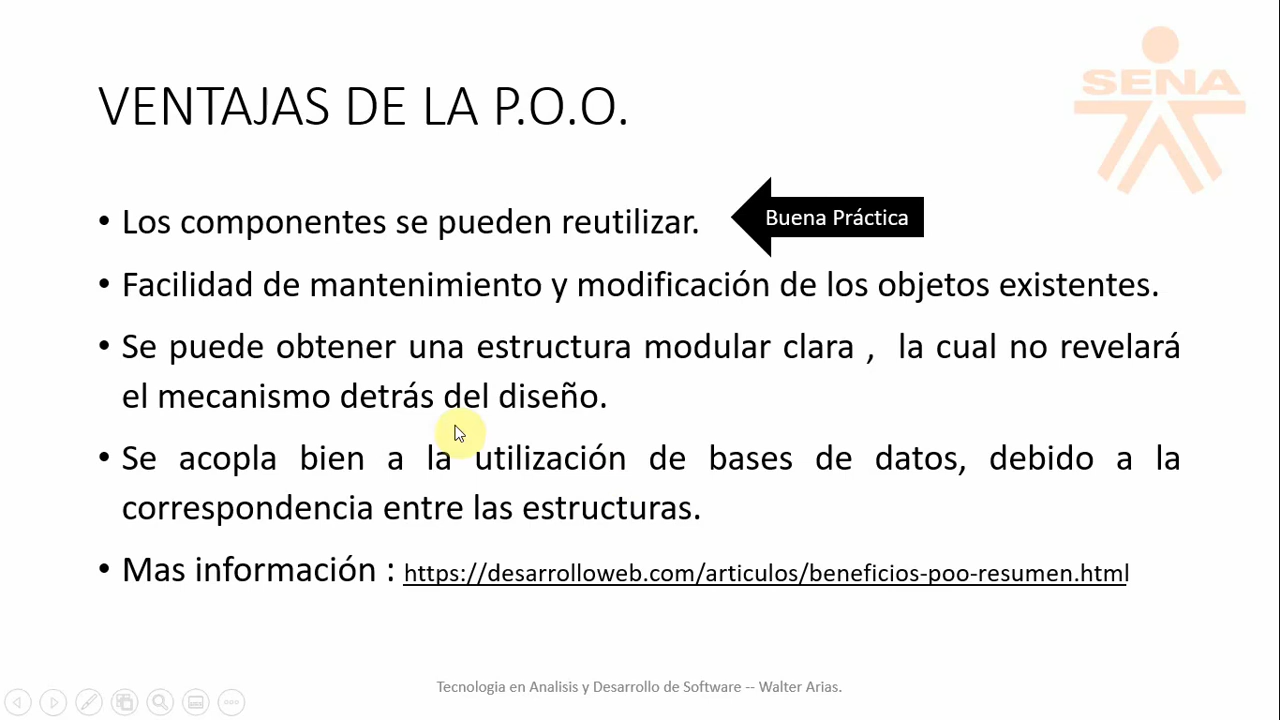 SENA
VENTAJAS DE LA P.O.O.
• Los componentes se pueden reutilizar.
Buena Práctica
• Facilidad de mantenimiento y modificación de los objetos existentes.
• Se puede obtener una estructura modular clara , la cual no revelará
el mecanismo detrás del diseño.
• Se acopla bien a la utilización de bases de datos, debido a la
correspondencia entre las estructuras.
• Mas información : https://desarrolloweb.com/articulos/beneficios-poo-resumen.html
Tecnologia en Analisis y Desarrollo de Software -- Walter Arias.